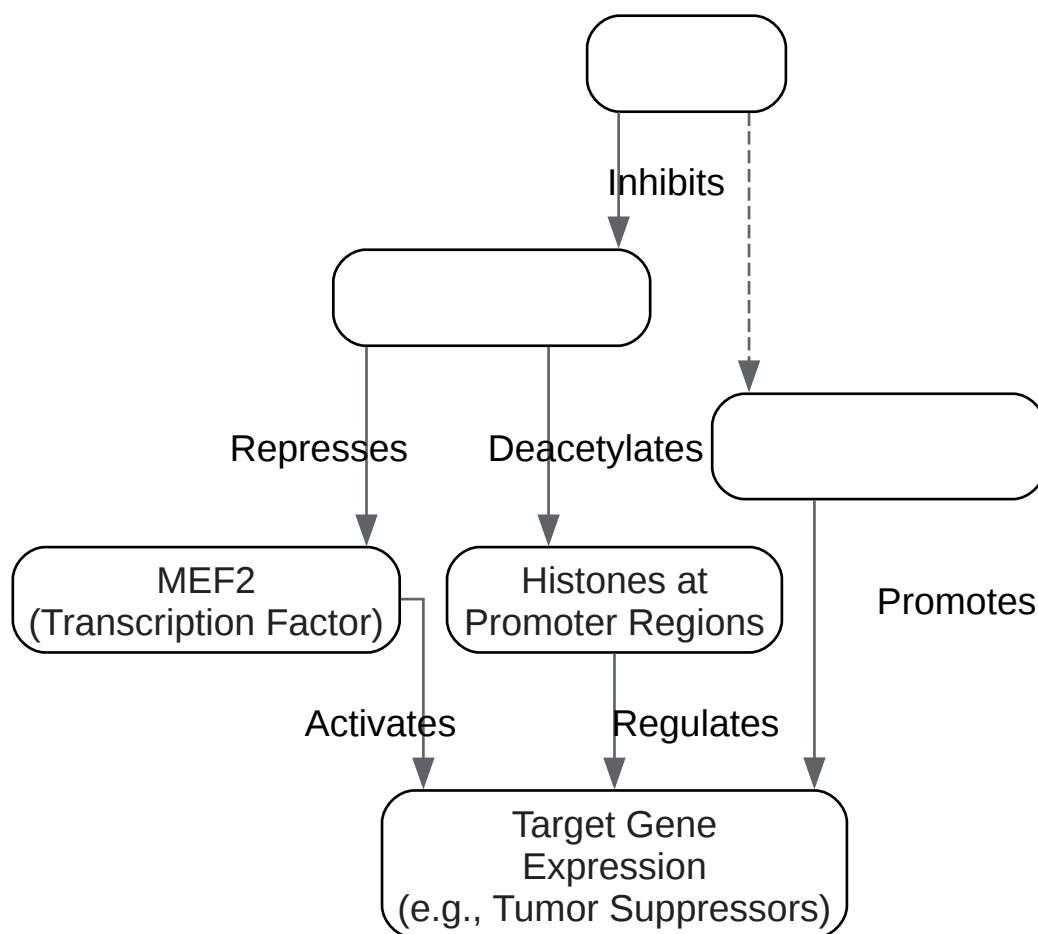 Inhibits
Represses
Deacetylates
MEF2
(Transcription Factor)
Histones at
Promoter Regions
Promotes
Activates
Regulates
Target Gene
Expression
(e.g., Tumor Suppressors)